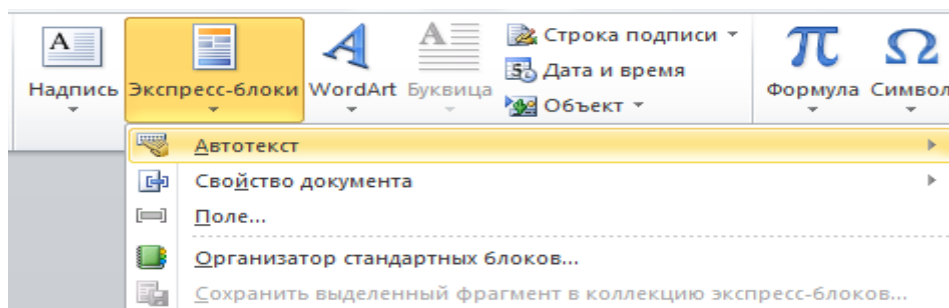 Строка подписи
Дата и время
Надпись Экспресс-блоки WordArt Буквица Объект Формула Символ
Автотекст
Свойство документа
Поле...
Организатор стандартных блоков...
Сохранить выделенный фрагмент в коллекцию экспресс-блоков...